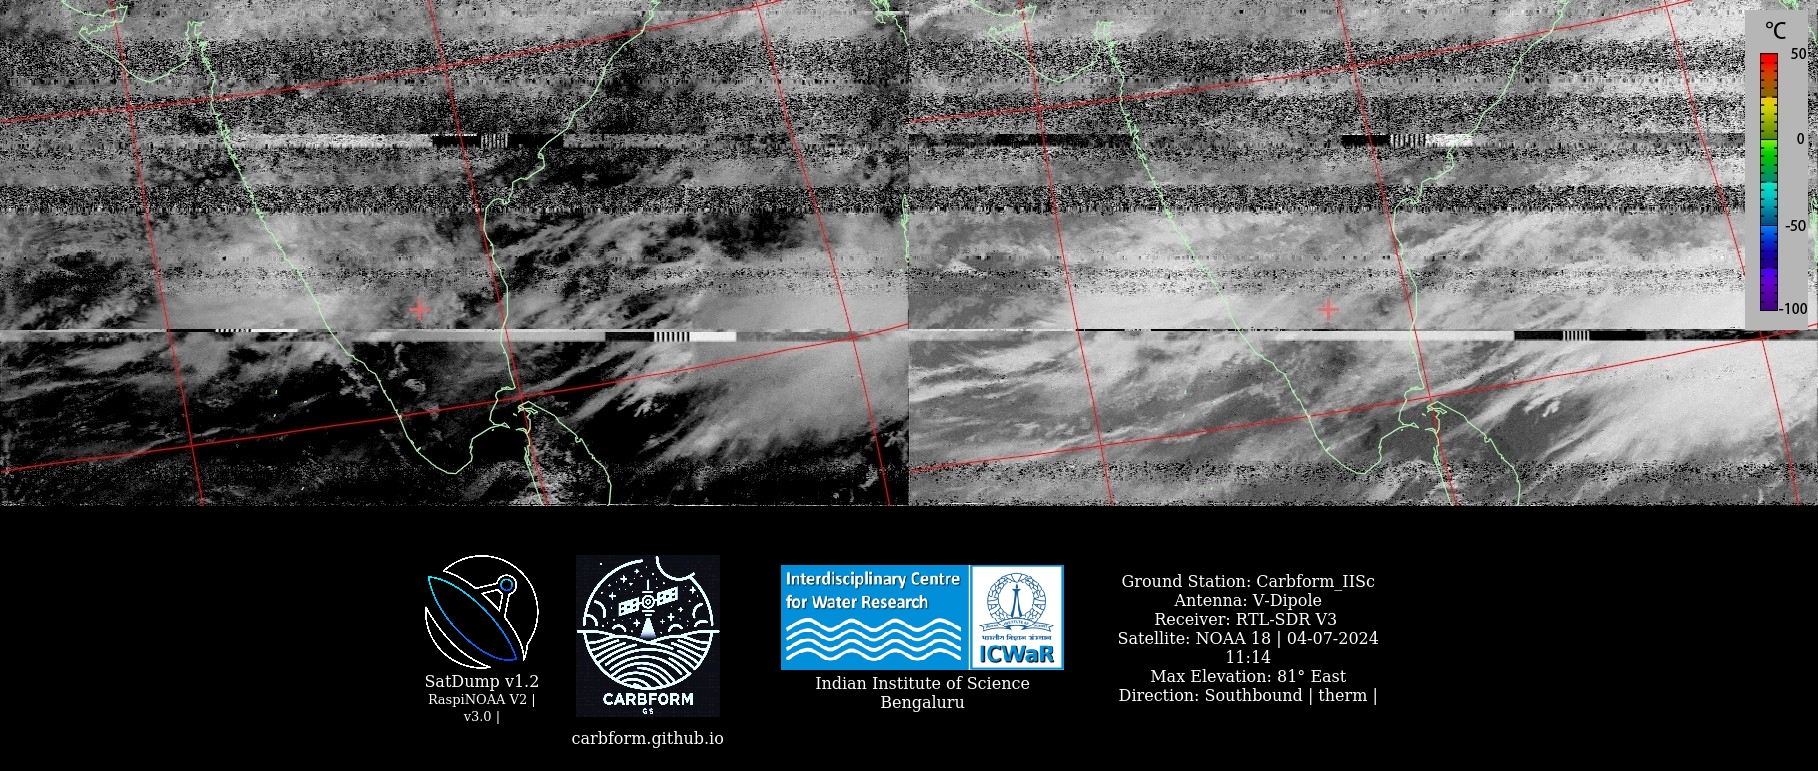 °C
50
0
-50
-100
SatDump v1.2
RaspiNOAA V2 |
v3.0 |
CARBFORM
GS
carbform.github.io
Interdisciplinary Centre
for Water Research
ICWaR
Indian Institute of Science
Bengaluru
Ground Station: Carbform_IISc
Antenna: V-Dipole
Receiver: RTL-SDR V3
Satellite: NOAA 18 | 04-07-2024
11:14
Max Elevation: 81° East
Direction: Southbound | therm |